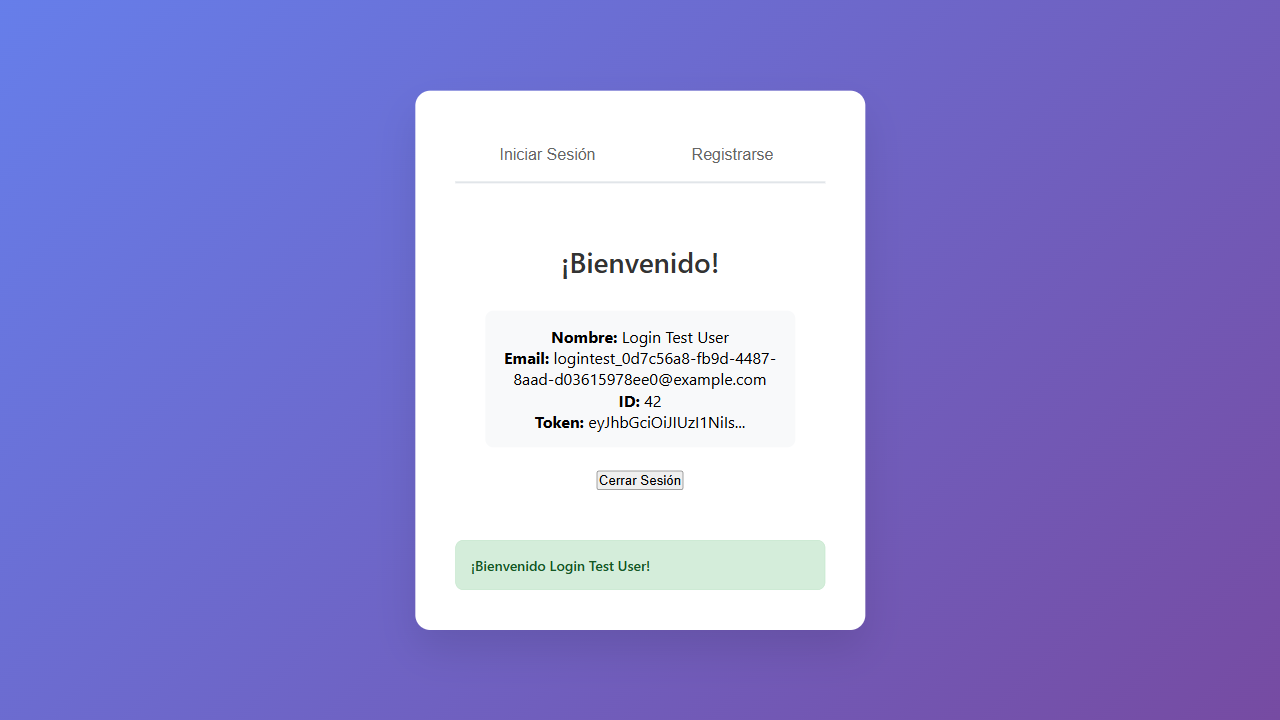 Iniciar Sesión
Registrarse
¡Bienvenido!
Nombre: Login Test User
Email: logintest_0d7c56a8-fb9d-4487-
8aad-d03615978ee0@example.com
ID: 42
Token: eyJhbGciOiJIUzI1NiIs...
Cerrar Sesión
¡Bienvenido Login Test User!